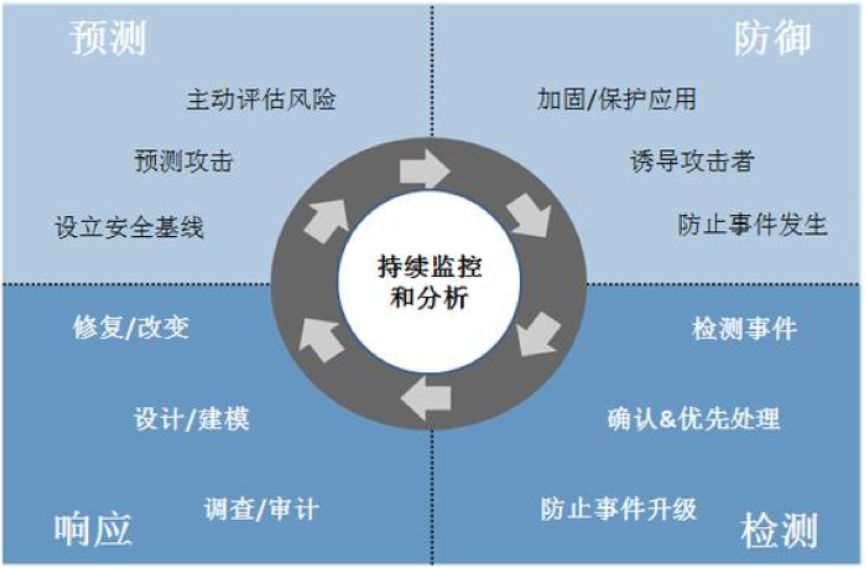 预测
主动评估风险
预测攻击
设立安全基线
防御
加固/保护应用
诱导攻击者
防止事件发生
持续监控
和分析
修复/改变
设计/建模
调查/审计
响应
检测事件
确认&优先处理
防止事件升级
检测